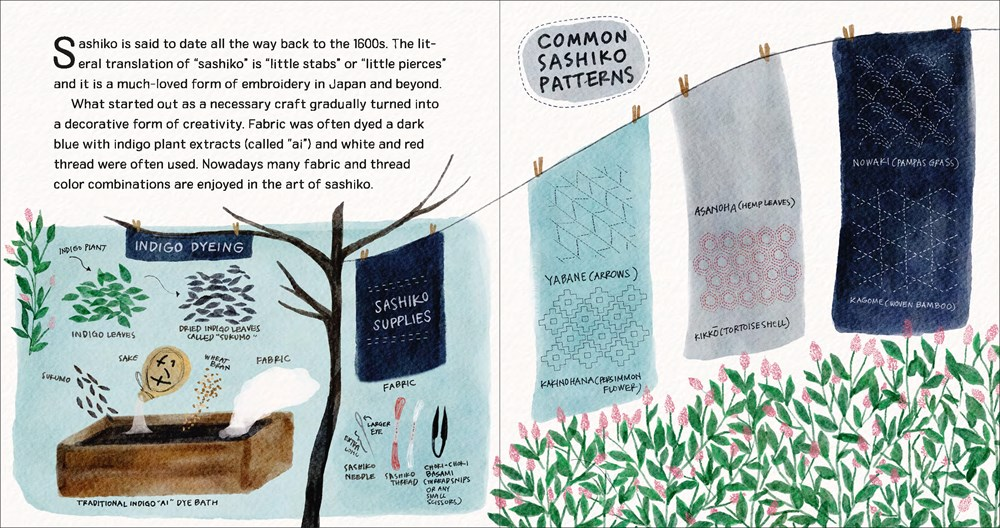 Sashiko is said to date all the way back to the 1600s. The lit-
eral translation of “sashiko” is “little stabs” or “little pierces”
and it is a much-loved form of embroidery in Japan and beyond.
What started out as a necessary craft gradually turned into
a decorative form of creativity. Fabric was often dyed a dark
blue with indigo plant extracts (called “ai”) and white and red
thread were often used. Nowadays many fabric and thread
color combinations are enjoyed in the art of sashiko.
INDIGO DYEING
INDIGO PLANT
INDIGO LEAVES
DRIED INDIGO LEAVES
CALLED "SUKUMO"
SUKUMO
SAKE
WHEAT
BRAN
FABRIC
TRADITIONAL INDIGO "AI" DYE BATH
SASHIKO
SUPPLIES
FABRIC
LARGER
EYE
EXTRA
LONG
SASHIKO
NEEDLE
SASHIKO
THREAD
CHOKI-CHOKI
BASAMI
(THREAD SNIPS
OR ANY
SMALL
SCISSORS)
COMMON
SASHIKO
PATTERNS
YABANE (ARROWS)
KAKINOHANA (PERSIMMON
FLOWER)
ASANOHA (HEMP LEAVES)
KIKKŌ (TORTOISE SHELL)
NOWAKI (PAMPAS GRASS)
KAGOME (WOVEN BAMBOO)